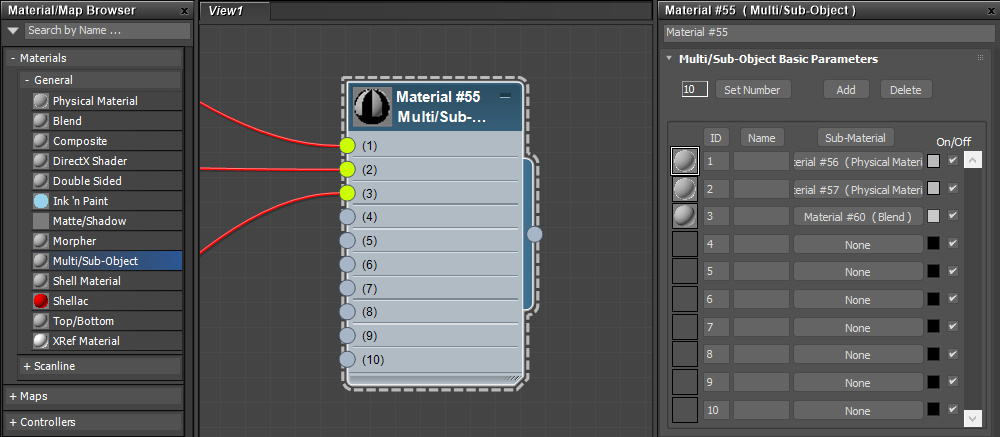 Material/Map Browser x
Search by Name ...
- Materials
- General
Physical Material
Blend
Composite
DirectX Shader
Double Sided
Ink 'n Paint
Matte/Shadow
Morpher
Multi/Sub-Object
Shell Material
Shellac
Top/Bottom
XRef Material
+ Scanline
+ Maps
+ Controllers
View1
Material #55
Multi/Sub-...
(1)
(2)
(3)
(4)
(5)
(6)
(7)
(8)
(9)
(10)
Material #55 ( Multi/Sub-Object ) x
Material #55
Multi/Sub-Object Basic Parameters
10 Set Number Add Delete
ID Name Sub-Material On/Off
1 terial #56 ( Physical Materi
2 terial #57 ( Physical Materi
3 Material #60 ( Blend )
4 None
5 None
6 None
7 None
8 None
9 None
10 None